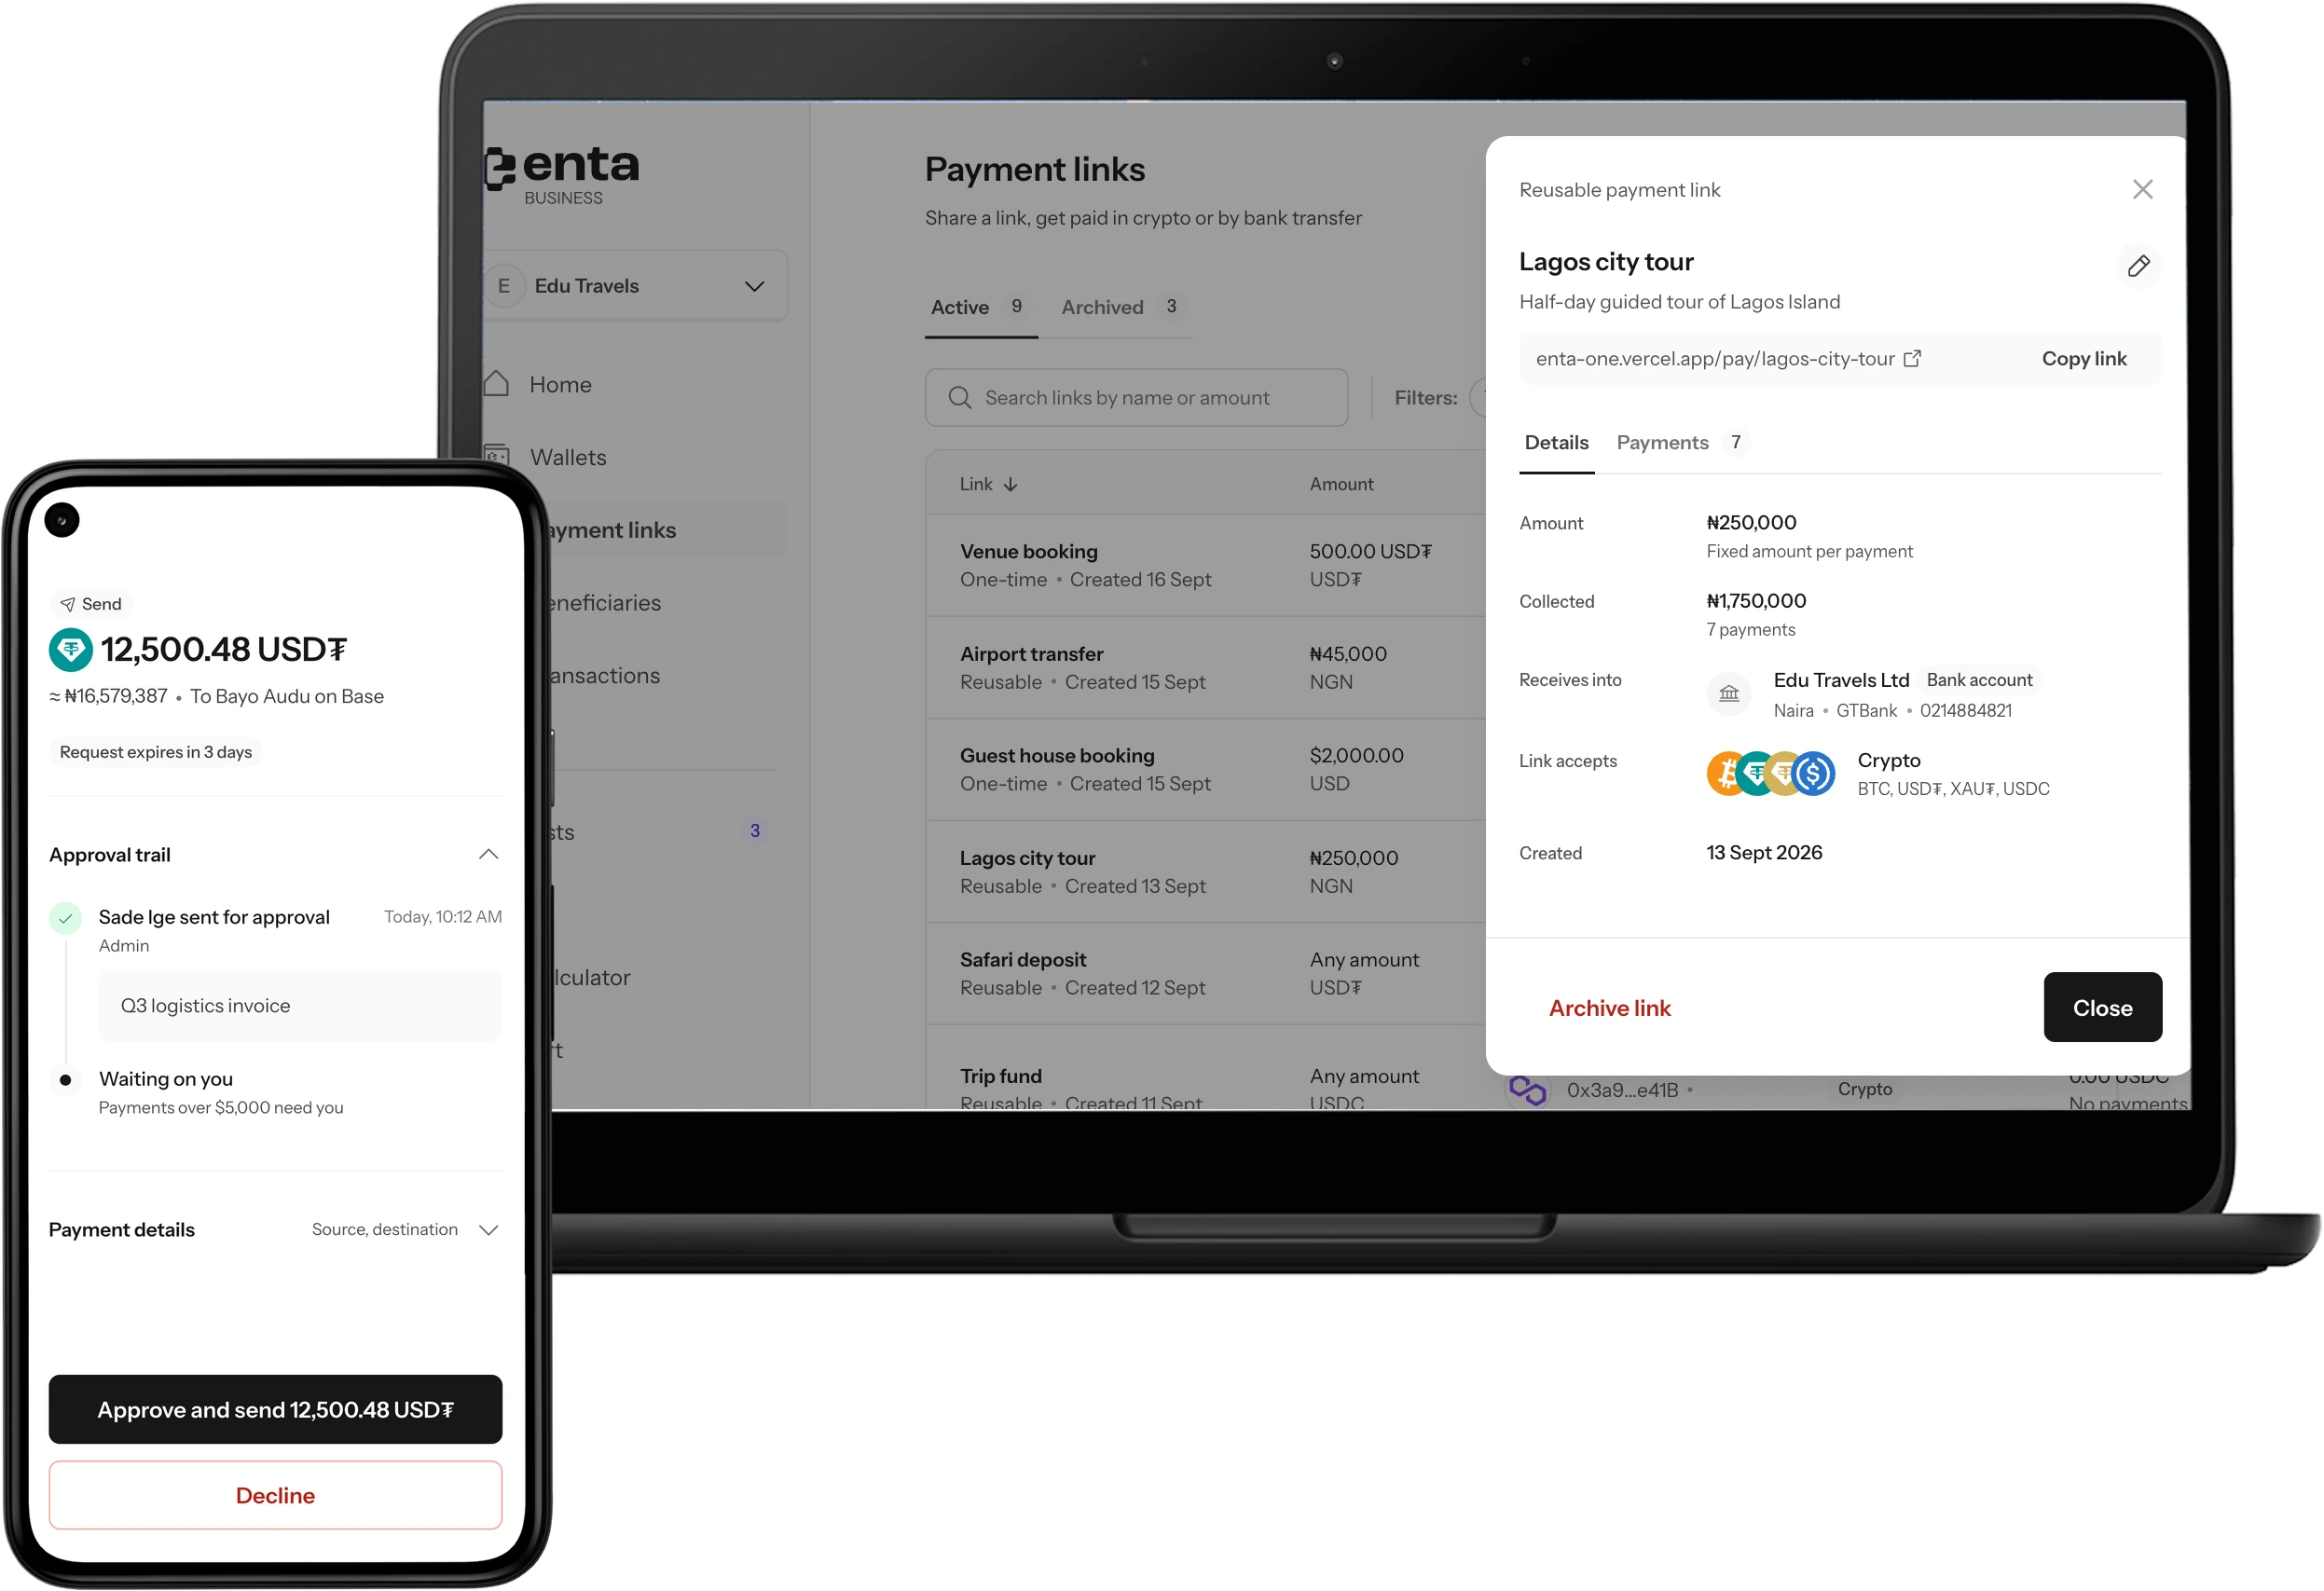 enta
BUSINESS
E Edu Travels
Home
Wallets
ayment links
eneficiaries
ansactions
sts 3
lculator
rt
Payment links
Share a link, get paid in crypto or by bank transfer
Active 9 Archived 3
Search links by name or amount
Filters:
Link Amount
Venue booking 500.00 USD₮
One-time • Created 16 Sept USD₮
Airport transfer ₦45,000
Reusable • Created 15 Sept NGN
Guest house booking $2,000.00
One-time • Created 15 Sept USD
Lagos city tour ₦250,000
Reusable • Created 13 Sept NGN
Safari deposit Any amount
Reusable • Created 12 Sept USD₮
Trip fund Any amount
Reusable • Created 11 Sept USDC
0x3a9...e41B • Crypto 0.00 USDC
No payments
Reusable payment link
Lagos city tour
Half-day guided tour of Lagos Island
enta-one.vercel.app/pay/lagos-city-tour Copy link
Details Payments 7
Amount ₦250,000
Fixed amount per payment
Collected ₦1,750,000
7 payments
Receives into Edu Travels Ltd Bank account
Naira • GTBank • 0214884821
Link accepts Crypto
BTC, USD₮, XAU₮, USDC
Created 13 Sept 2026
Archive link Close
Send
12,500.48 USD₮
≈ ₦16,579,387 • To Bayo Audu on Base
Request expires in 3 days
Approval trail
Sade Ige sent for approval Today, 10:12 AM
Admin
Q3 logistics invoice
Waiting on you
Payments over $5,000 need you
Payment details Source, destination
Approve and send 12,500.48 USD₮
Decline